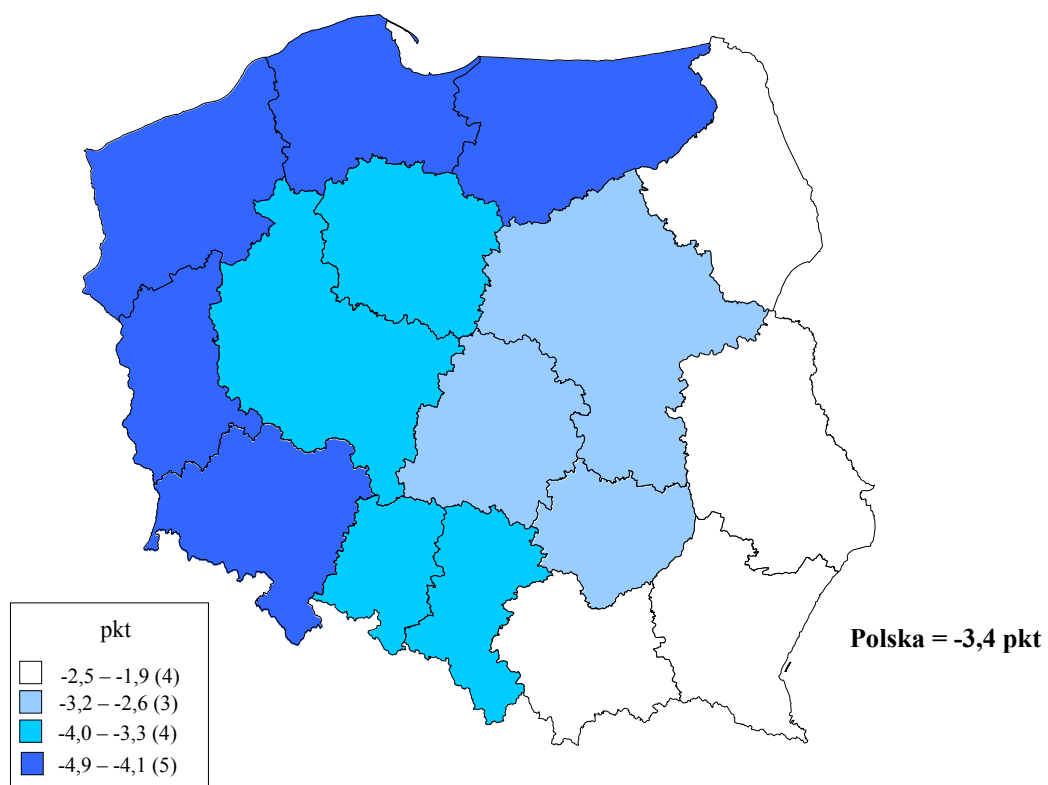 pkt
-2,5 – -1,9 (4)
-3,2 – -2,6 (3)
-4,0 – -3,3 (4)
-4,9 – -4,1 (5)
Polska = -3,4 pkt